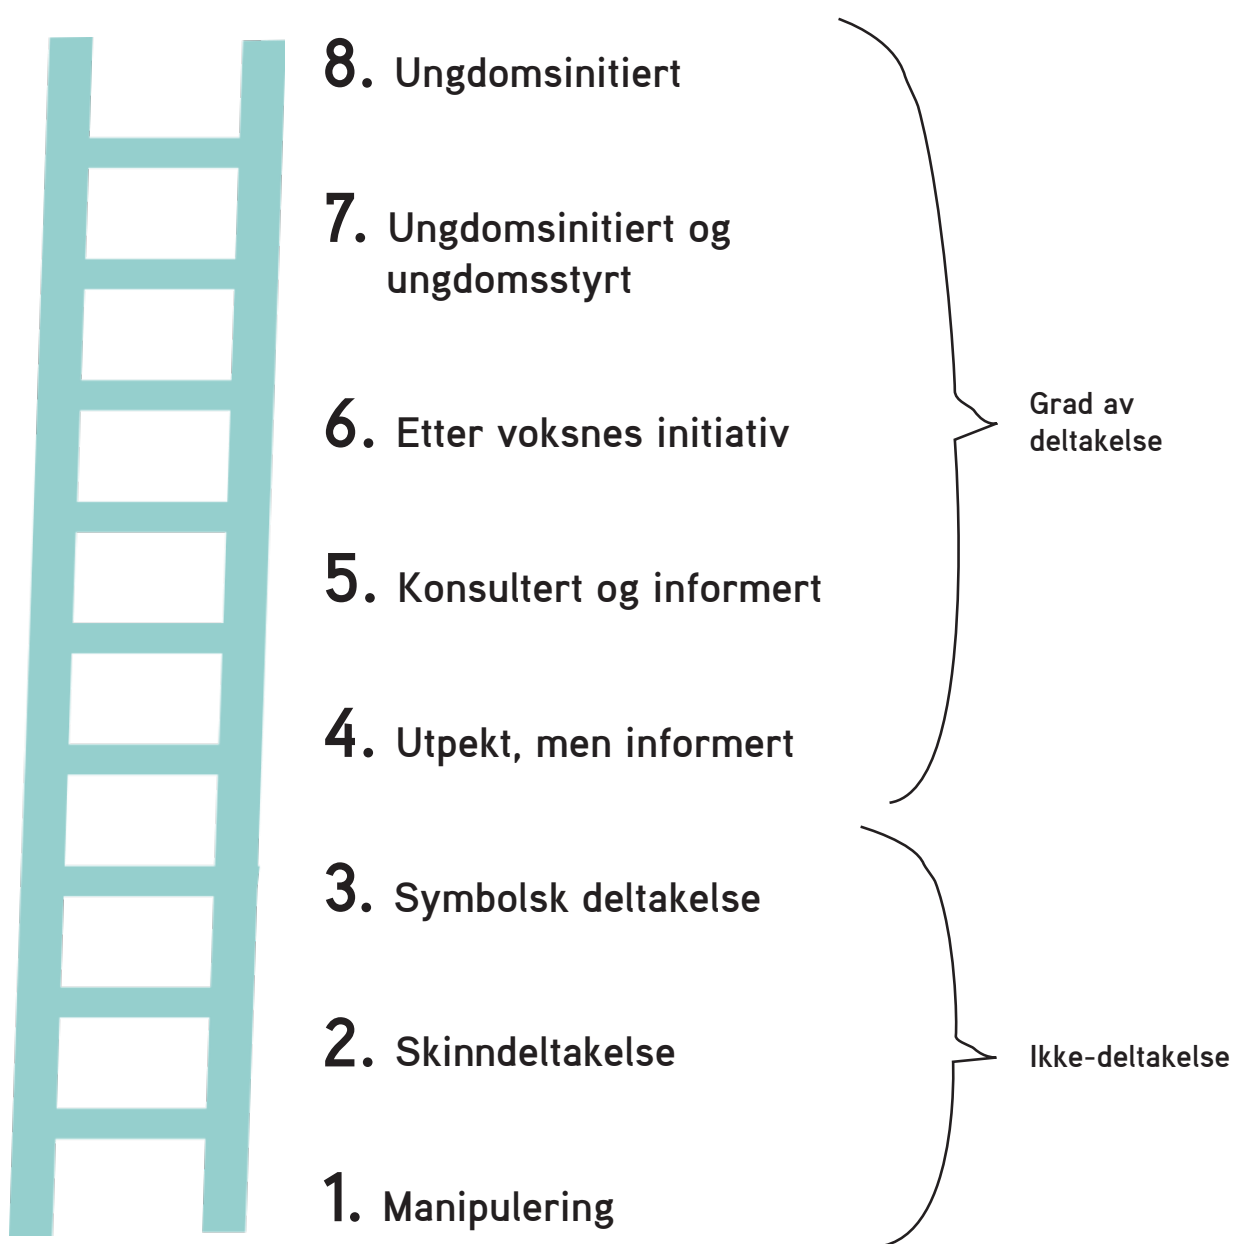 8. Ungdomsinitiert
7. Ungdomsinitiert og
ungdomsstyrt
6. Etter voksnes initiativ
Grad av
deltakelse
5. Konsultert og informert
4. Utpekt, men informert
3. Symbolsk deltakelse
2. Skinndeltakelse
Ikke-deltakelse
1. Manipulering